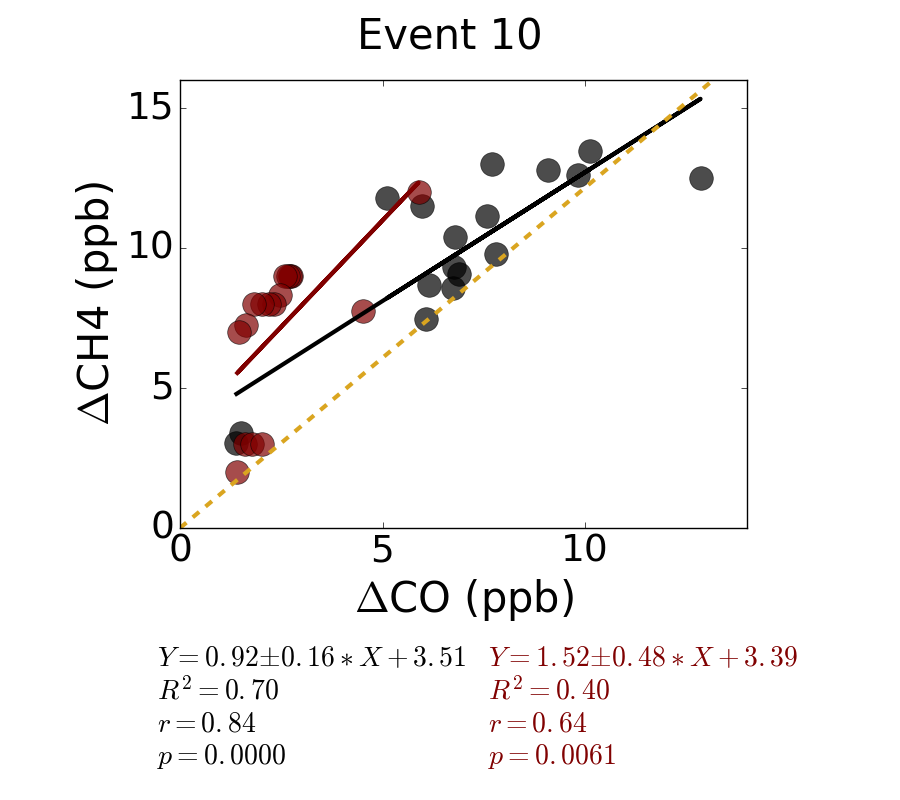 Event 10
15
10
5
0
0 5 10
ΔCH4 (ppb)
ΔCO (ppb)
Y = 0.92±0.16 ∗ X + 3.51
R² = 0.70
r = 0.84
p = 0.0000
Y = 1.52±0.48 ∗ X + 3.39
R² = 0.40
r = 0.64
p = 0.0061